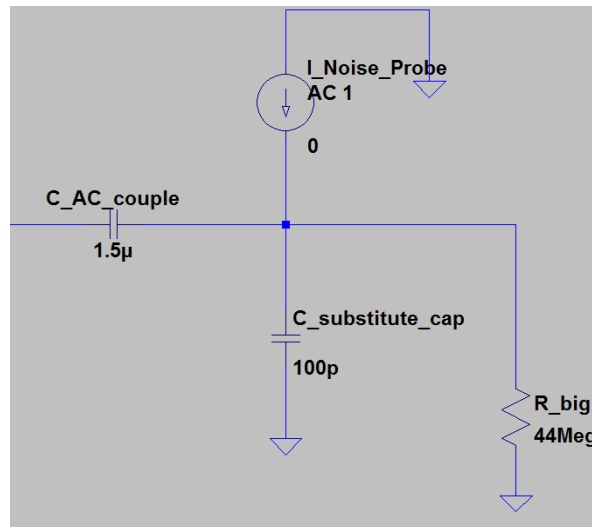 I_Noise_Probe
AC 1
0
C_AC_couple
1.5µ
C_substitute_cap
100p
R_big
44Meg